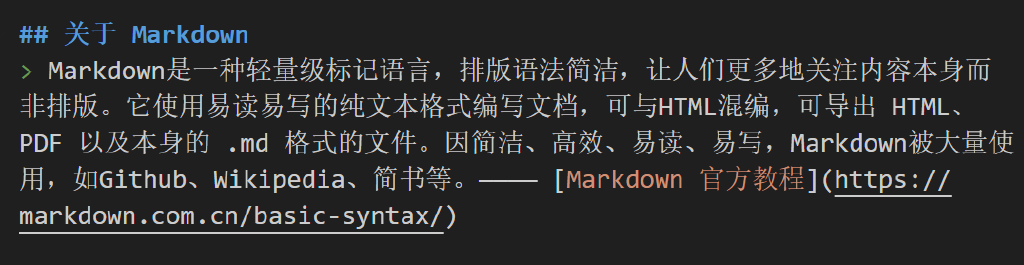 ## 关于 Markdown
> Markdown是一种轻量级标记语言，排版语法简洁，让人们更多地关注内容本身而
非排版。它使用易读易写的纯文本格式编写文档，可与HTML混编，可导出 HTML、
PDF 以及本身的 .md 格式的文件。因简洁、高效、易读、易写，Markdown被大量使
用，如Github、Wikipedia、简书等。———— [Markdown 官方教程](https://
markdown.com.cn/basic-syntax/)